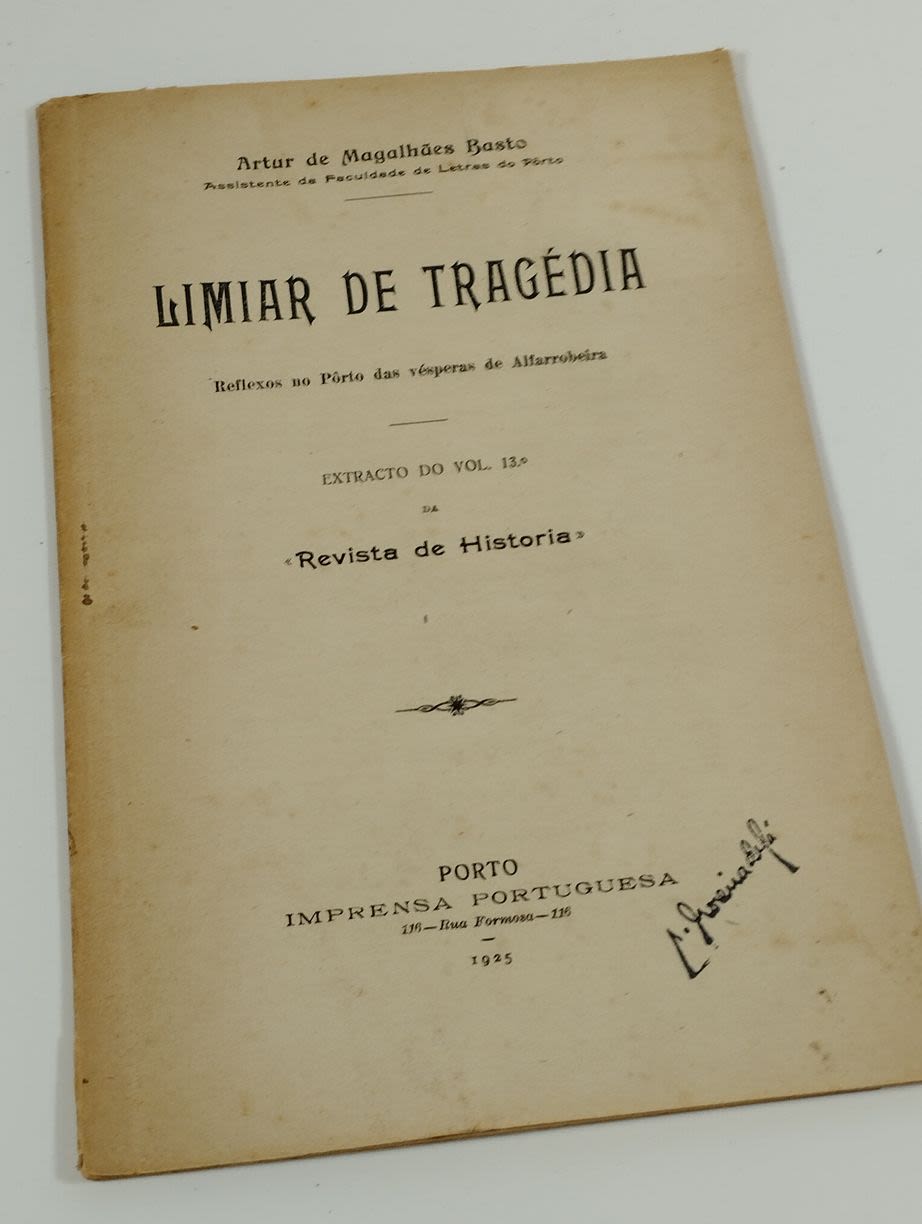 Artur de Magalhães Basto
Assistente da Faculdade de Letras do Pôrto
LIMIAR DE TRAGÉDIA
Reflexos no Pôrto das vésperas de Alfarrobeira
EXTRACTO DO VOL. 13.º
DA
«Revista de Historia»
PORTO
IMPRENSA PORTUGUESA
116—Rua Formosa—116
1925